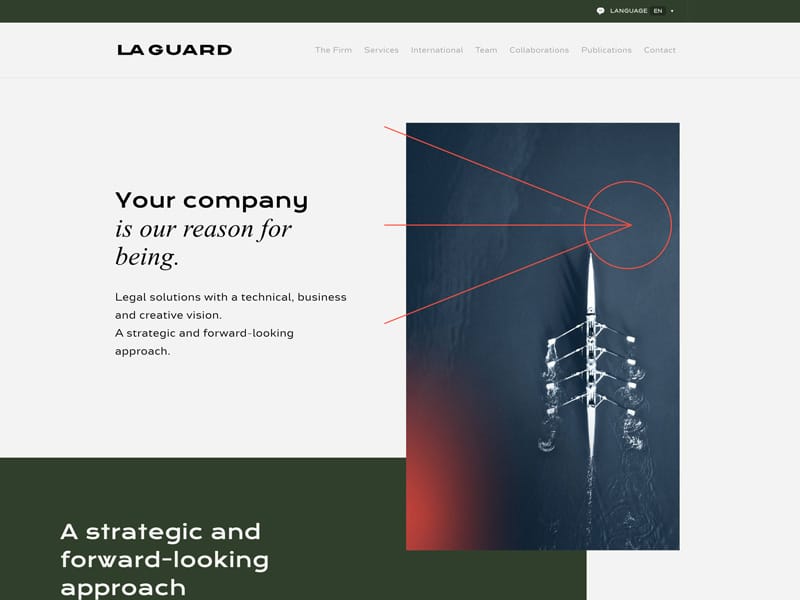 LANGUAGE EN
LA GUARD
The Firm Services International Team Collaborations Publications Contact
Your company
is our reason for
being.
Legal solutions with a technical, business
and creative vision.
A strategic and forward-looking
approach.
A strategic and
forward-looking
approach